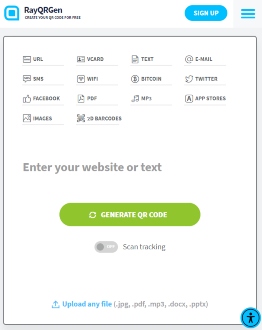 RayQRGen
CREATE YOUR QR CODE FOR FREE
SIGN UP
URL
VCARD
TEXT
E-MAIL
SMS
WIFI
BITCOIN
TWITTER
FACEBOOK
PDF
MP3
APP STORES
IMAGES
2D BARCODES
Enter your website or text
GENERATE QR CODE
OFF
Scan tracking
Upload any file (.jpg, .pdf, .mp3, .docx, .pptx)